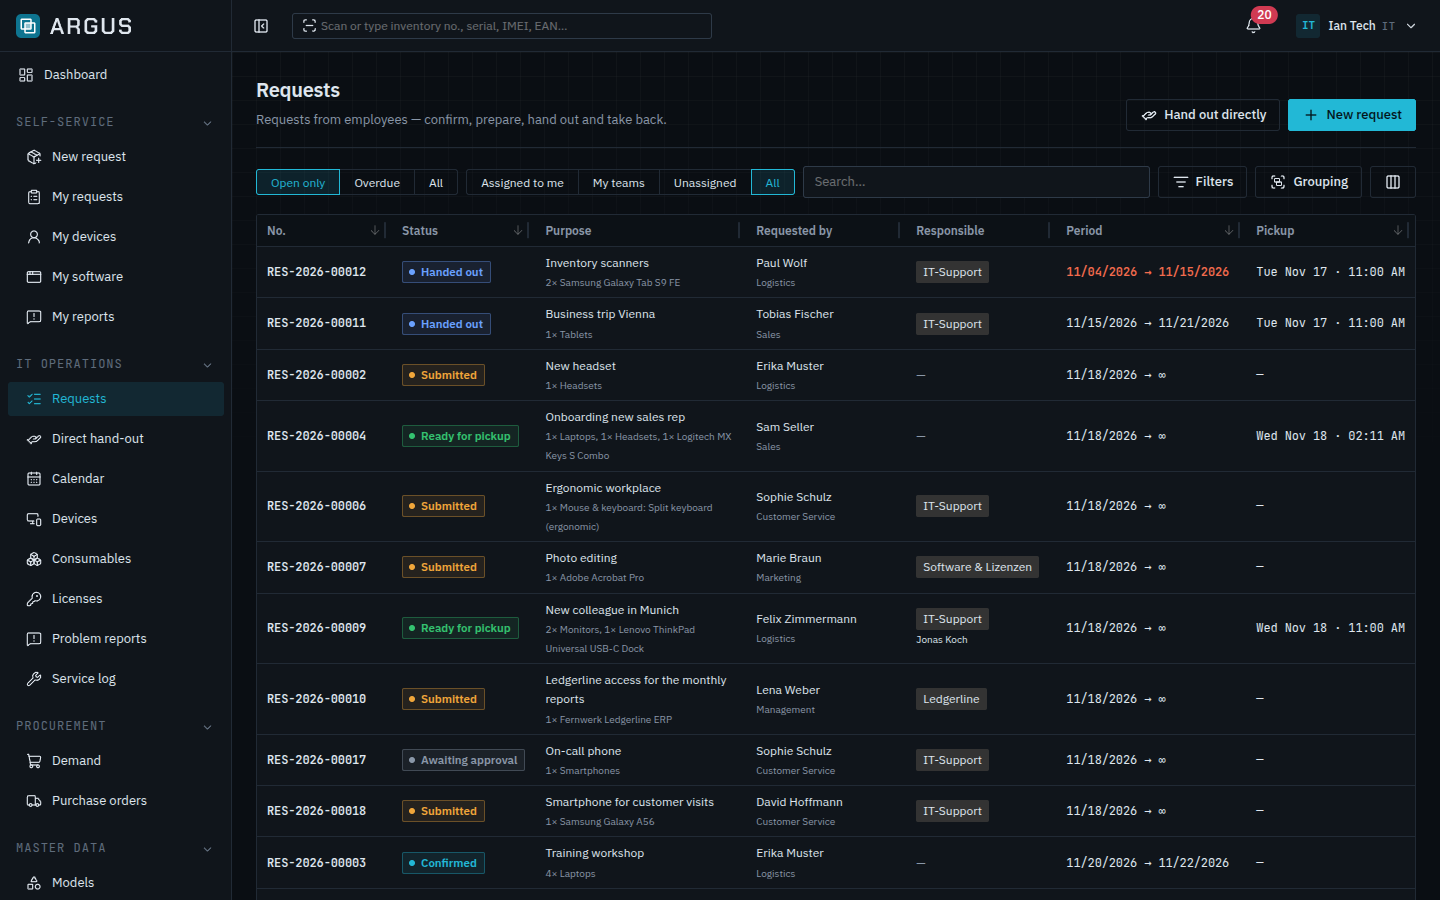 ARGUS
Scan or type inventory no., serial, IMEI, EAN...
20
IT
Ian Tech IT
Dashboard
SELF-SERVICE
New request
My requests
My devices
My software
My reports
IT OPERATIONS
Requests
Direct hand-out
Calendar
Devices
Consumables
Licenses
Problem reports
Service log
PROCUREMENT
Demand
Purchase orders
MASTER DATA
Models
Requests
Requests from employees — confirm, prepare, hand out and take back.
Hand out directly
New request
Open only Overdue All Assigned to me My teams Unassigned All Search... Filters Grouping
No. Status Purpose Requested by Responsible Period Pickup
RES-2026-00012 Handed out Inventory scanners Paul Wolf IT-Support 11/04/2026 → 11/15/2026 Tue Nov 17 · 11:00 AM
2× Samsung Galaxy Tab S9 FE Logistics
RES-2026-00011 Handed out Business trip Vienna Tobias Fischer IT-Support 11/15/2026 → 11/21/2026 Tue Nov 17 · 11:00 AM
1× Tablets Sales
RES-2026-00002 Submitted New headset Erika Muster — 11/18/2026 → ∞ —
1× Headsets Logistics
RES-2026-00004 Ready for pickup Onboarding new sales rep Sam Seller — 11/18/2026 → ∞ Wed Nov 18 · 02:11 AM
1× Laptops, 1× Headsets, 1× Logitech MX Sales
Keys S Combo
RES-2026-00006 Submitted Ergonomic workplace Sophie Schulz IT-Support 11/18/2026 → ∞ —
1× Mouse & keyboard: Split keyboard Customer Service
(ergonomic)
RES-2026-00007 Submitted Photo editing Marie Braun Software & Lizenzen 11/18/2026 → ∞ —
1× Adobe Acrobat Pro Marketing
RES-2026-00009 Ready for pickup New colleague in Munich Felix Zimmermann IT-Support 11/18/2026 → ∞ Wed Nov 18 · 11:00 AM
2× Monitors, 1× Lenovo ThinkPad Logistics Jonas Koch
Universal USB-C Dock
RES-2026-00010 Submitted Ledgerline access for the monthly Lena Weber Ledgerline 11/18/2026 → ∞ —
reports Management
1× Fernwerk Ledgerline ERP
RES-2026-00017 Awaiting approval On-call phone Sophie Schulz IT-Support 11/18/2026 → ∞ —
1× Smartphones Customer Service
RES-2026-00018 Submitted Smartphone for customer visits David Hoffmann IT-Support 11/18/2026 → ∞ —
1× Samsung Galaxy A56 Customer Service
RES-2026-00003 Confirmed Training workshop Erika Muster — 11/20/2026 → 11/22/2026 —
4× Laptops Logistics